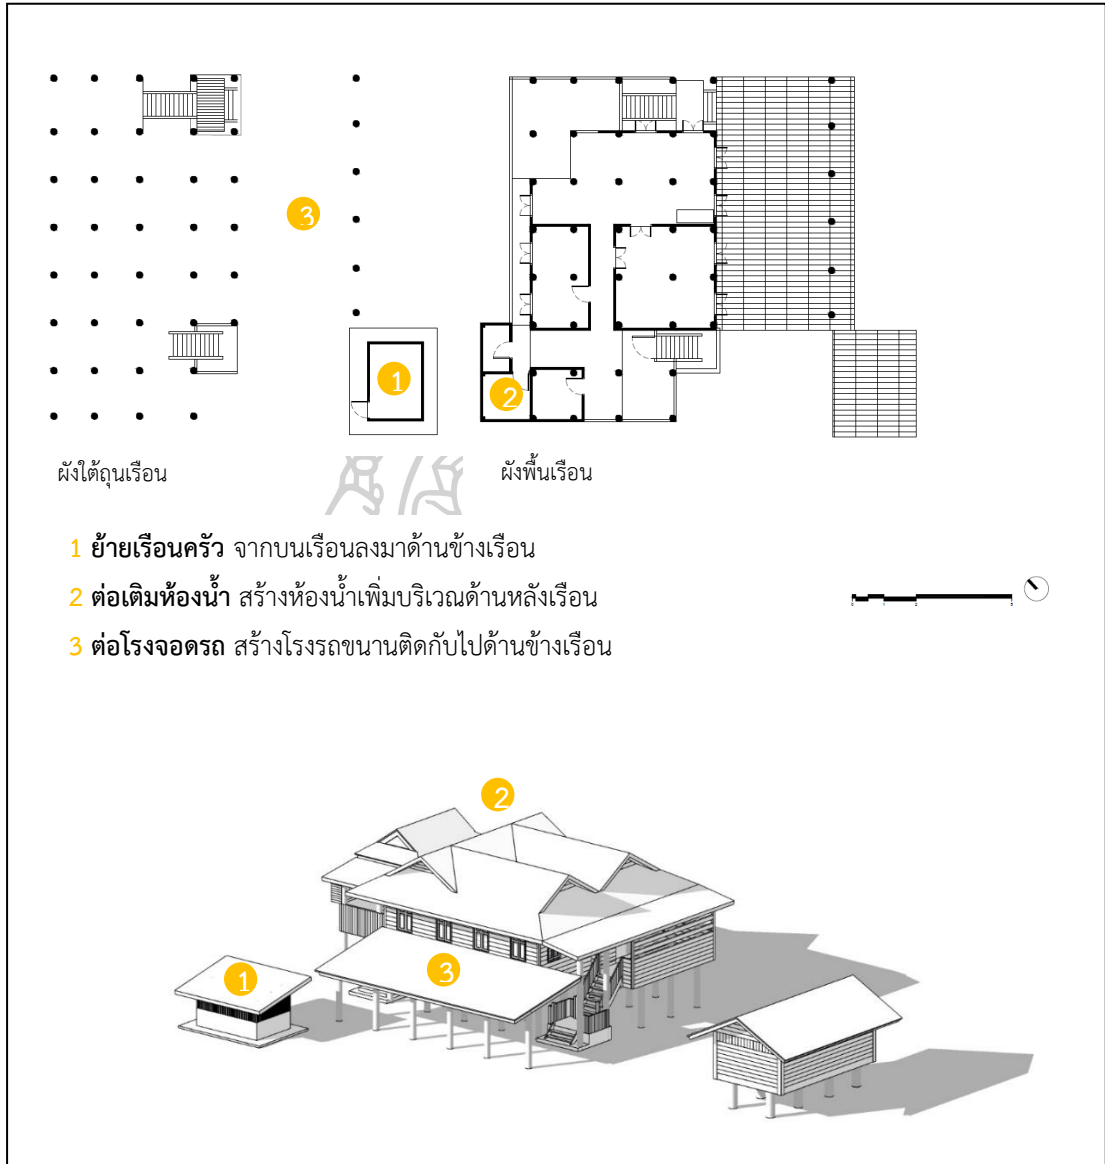 3
1
2
ผังใต้ถุนเรือน
ผังพื้นเรือน
1 ย้ายเรือนครัว จากบนเรือนลงมาด้านข้างเรือน
2 ต่อเติมห้องน้ำ สร้างห้องน้ำเพิ่มบริเวณด้านหลังเรือน
3 ต่อโรงจอดรถ สร้างโรงรถขนานติดกับไปด้านข้างเรือน
2
1
3